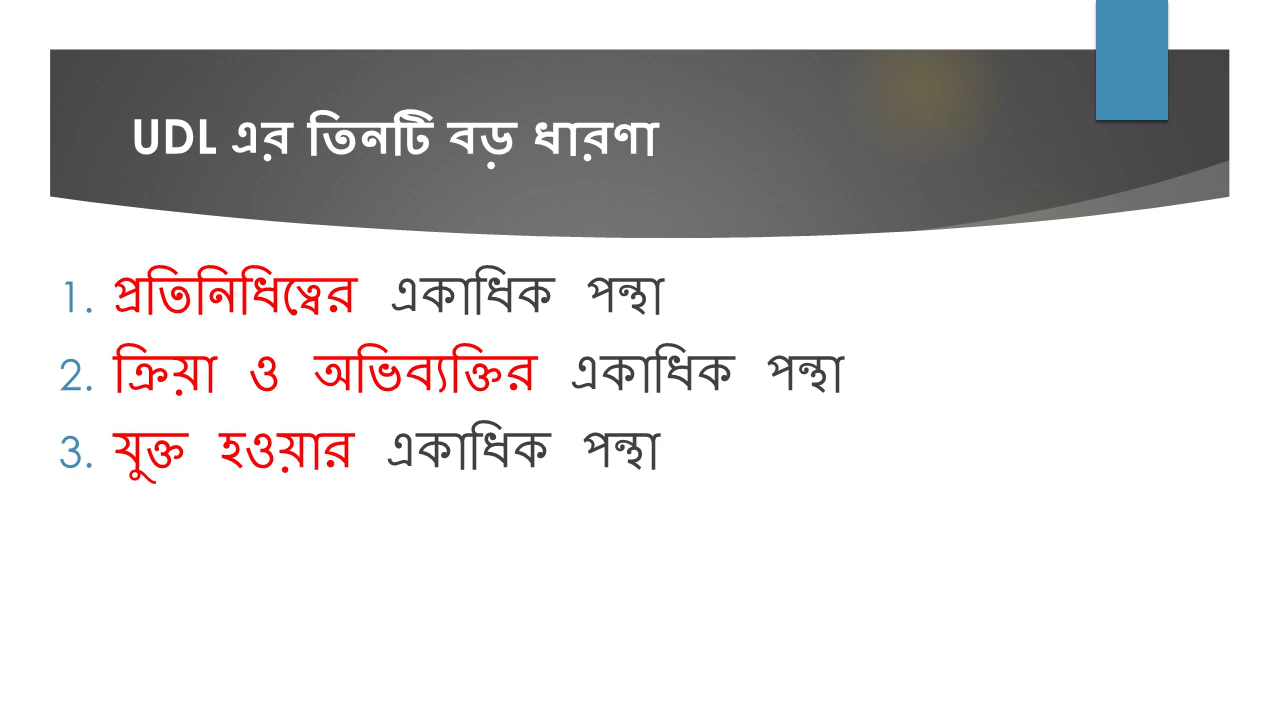 UDL এর তিনটি বড় ধারণা
1. প্রতিনিধিত্বের একাধিক পন্থা
2. ক্রিয়া ও অভিব্যক্তির একাধিক পন্থা
3. যুক্ত হওয়ার একাধিক পন্থা